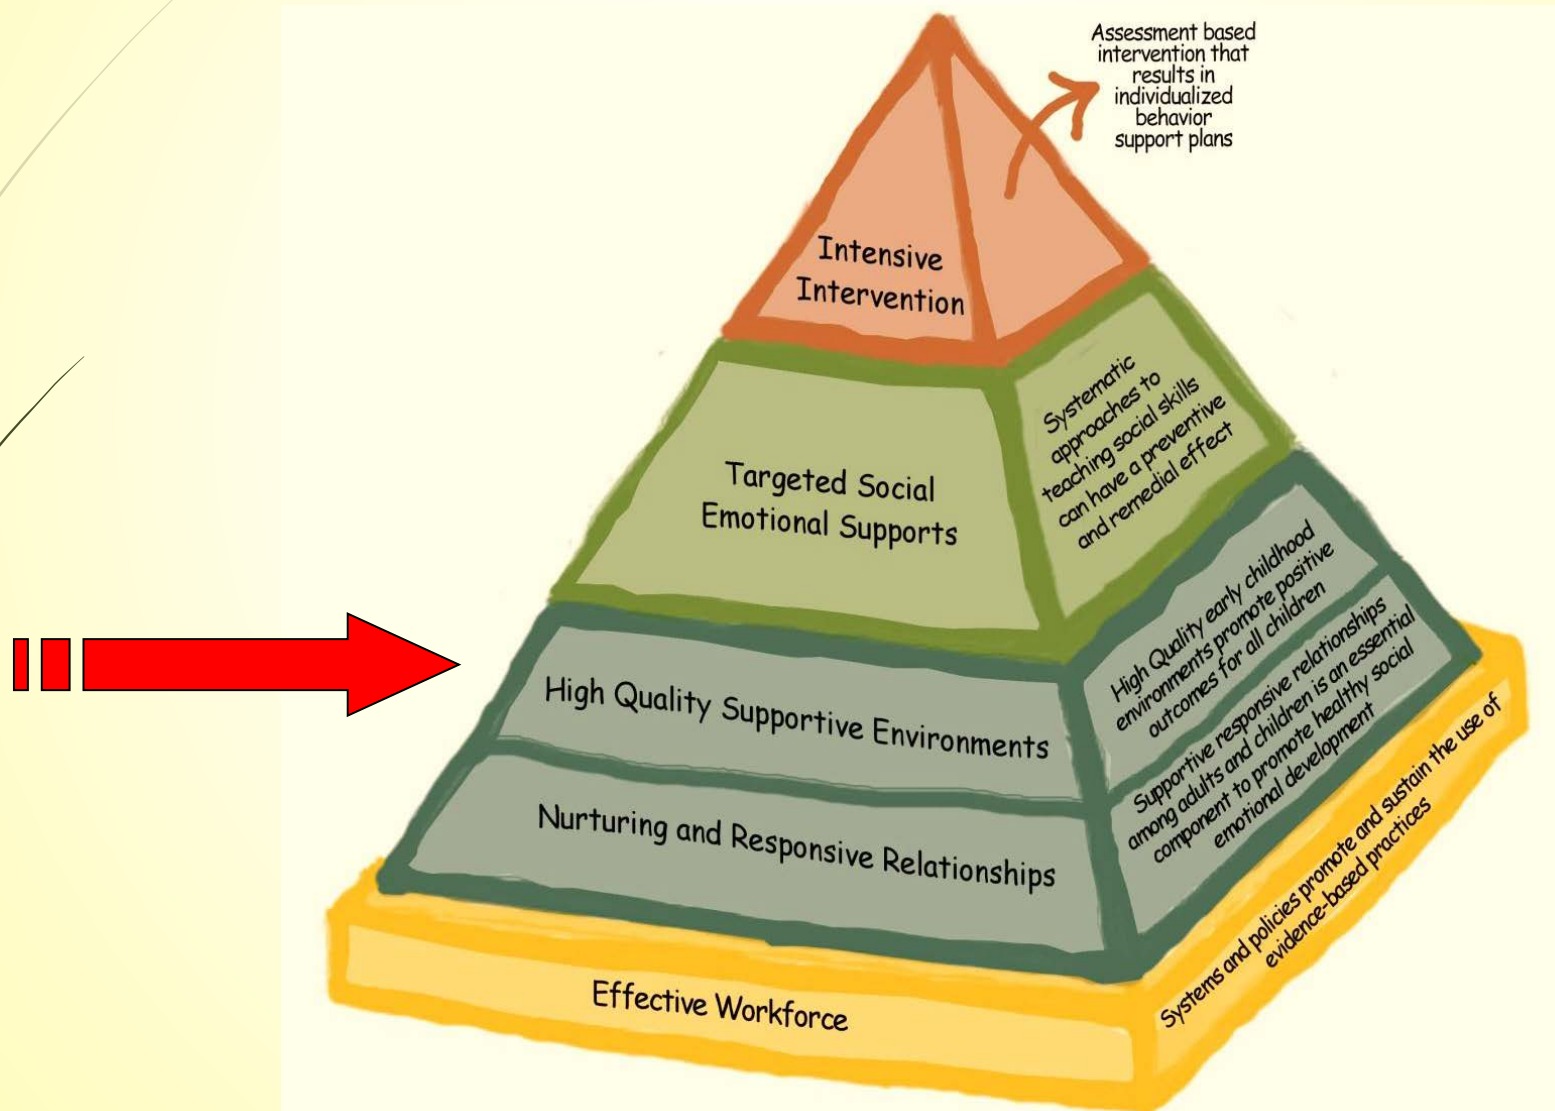 Assessment based
intervention that
results in
individualized
behavior
support plans
Intensive
Intervention
Systematic
approaches to
teaching social skills
can have a preventive
and remedial effect
Targeted Social
Emotional Supports
High Quality early childhood
environments promote positive
outcomes for all children
High Quality Supportive Environments
Supportive responsive relationships
among adults and children is an essential
component to promote healthy social
emotional development
Nurturing and Responsive Relationships
Systems and policies promote and sustain the use of
evidence-based practices
Effective Workforce